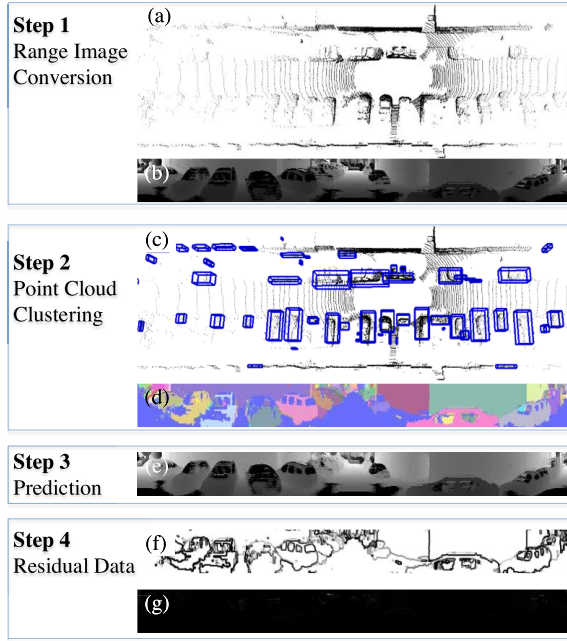 Step 1
Range Image
Conversion
(a)
(b)
Step 2
Point Cloud
Clustering
(c)
(d)
Step 3
Prediction
(e)
Step 4
Residual Data
(f)
(g)